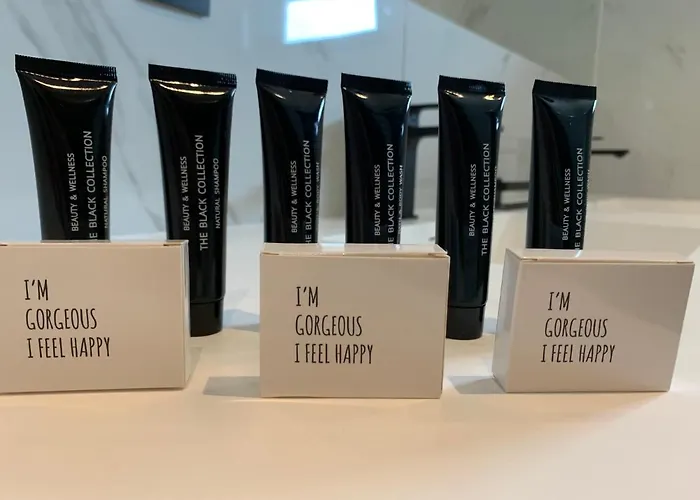 BEAUTY & WELLNESS
THE BLACK COLLECTION
NATURAL SHAMPOO
BEAUTY & WELLNESS
THE BLACK COLLECTION
NATURAL SHAMPOO
BEAUTY & WELLNESS
THE BLACK COLLECTION
BEAUTY & WELLNESS
THE BLACK COLLECTION
BODY WASH
BEAUTY & WELLNESS
THE BLACK COLLECTION
BEAUTY & WELLNESS
BLACK COLLECTION
I'M
GORGEOUS
I FEEL HAPPY
I'M
GORGEOUS
I FEEL HAPPY
I'M
GORGEOUS
I FEEL HAPPY